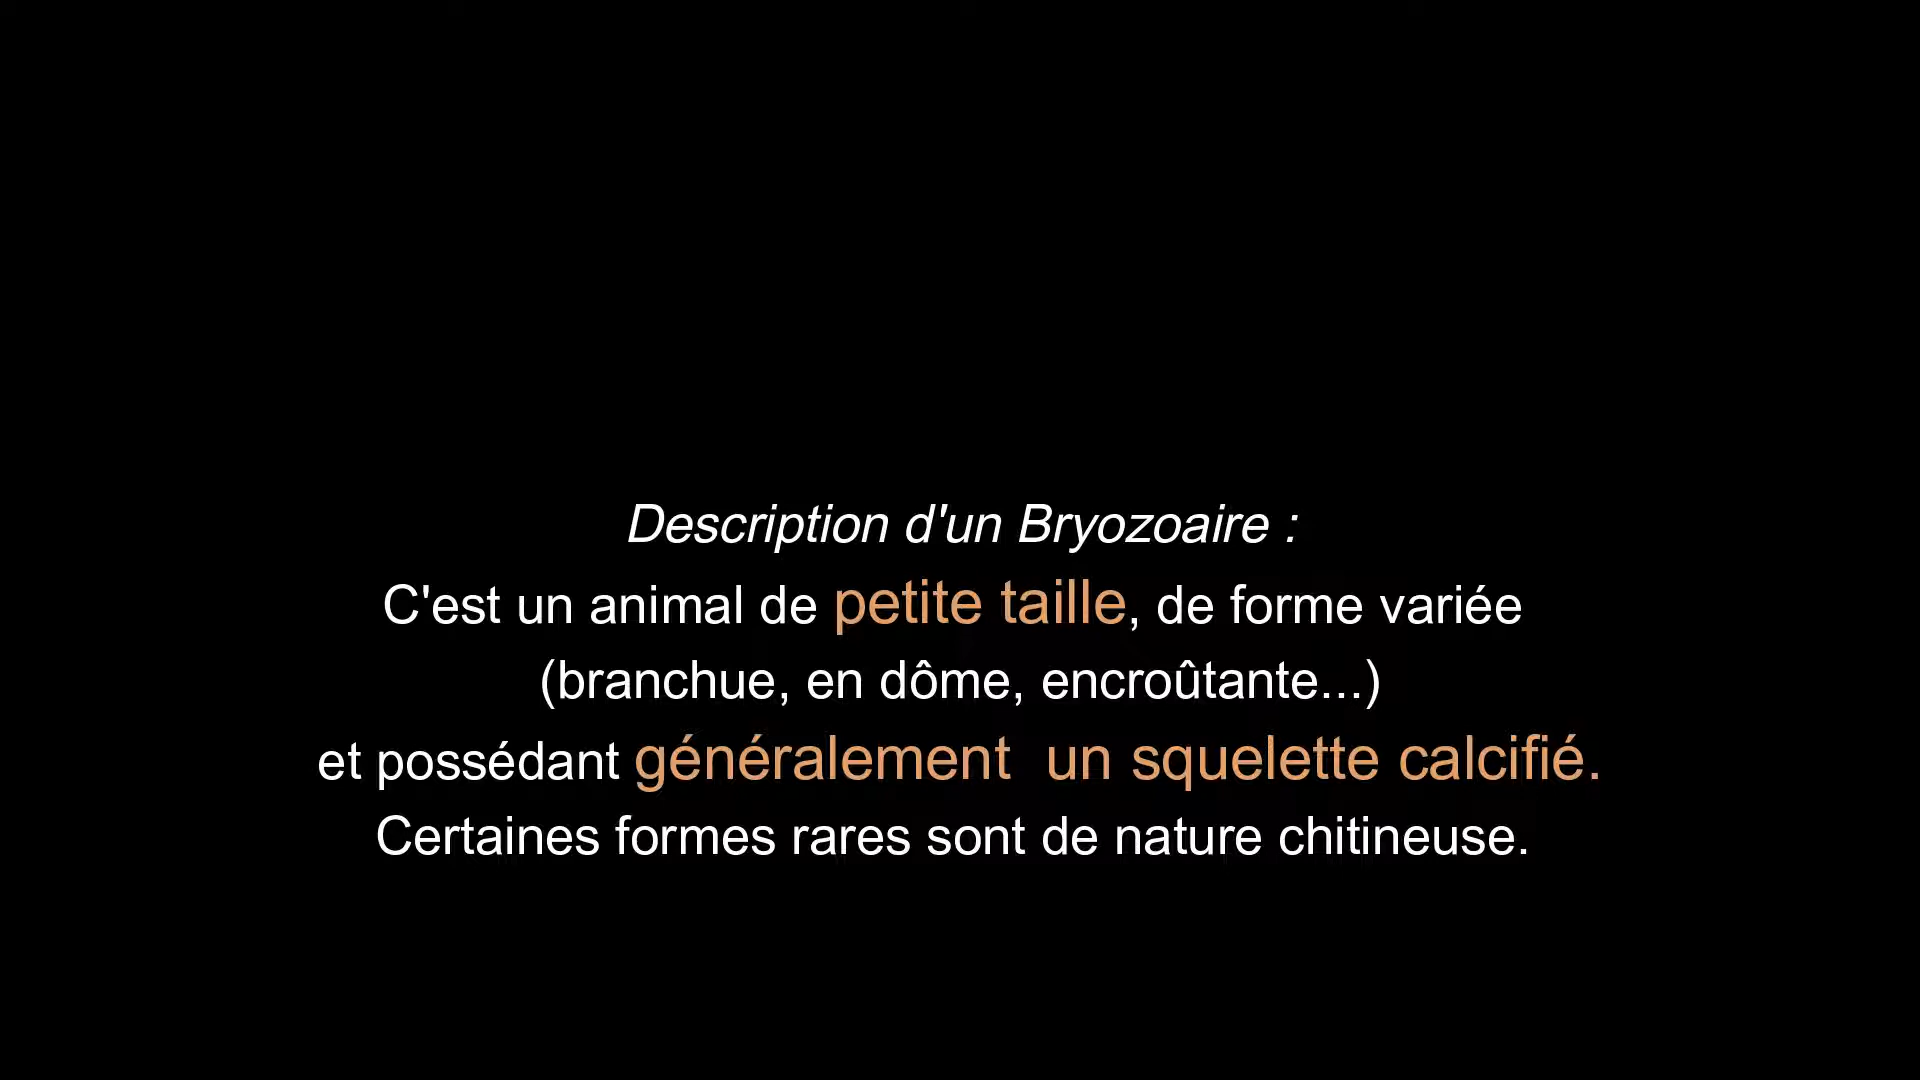 Description d'un Bryozoaire :
C'est un animal de petite taille, de forme variée
(branchue, en dôme, encroûtante...)
et possédant généralement  un squelette calcifié.
Certaines formes rares sont de nature chitineuse.